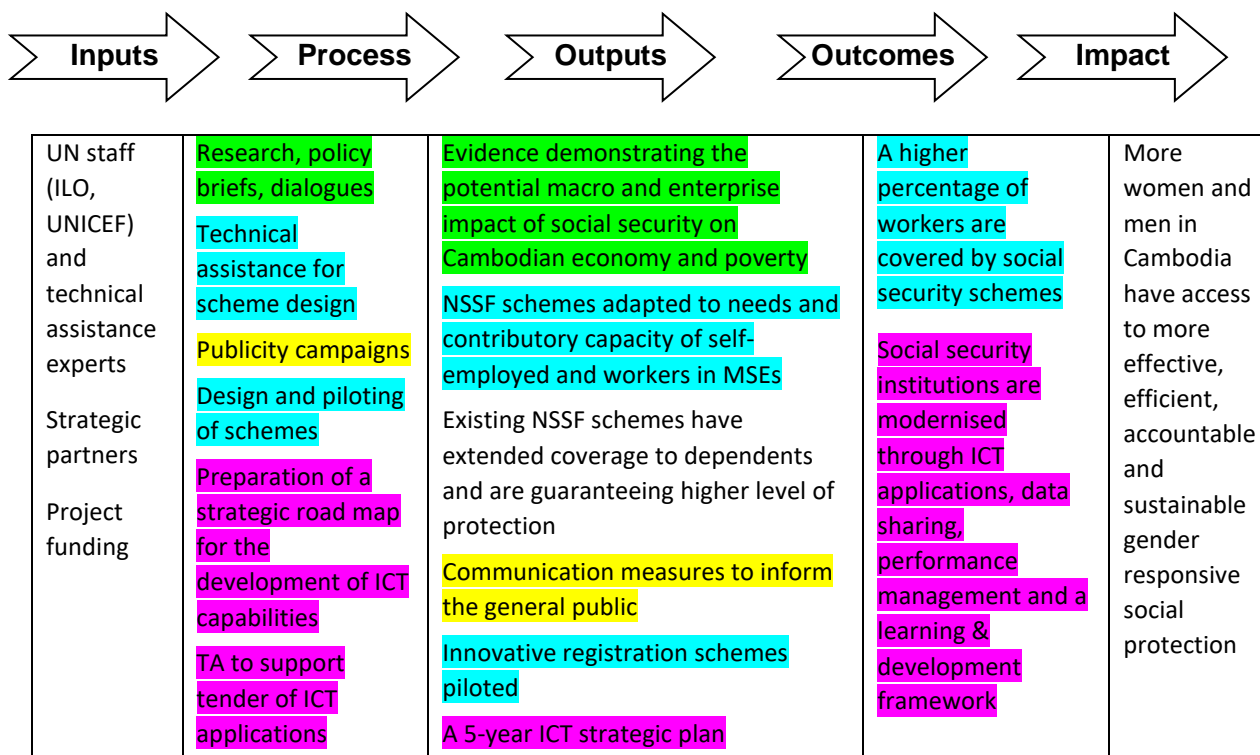 Inputs
Process
Outputs
Outcomes
Impact
UN staff
(ILO,
UNICEF)
and
technical
assistance
experts
Strategic
partners
Project
funding
Research, policy
briefs, dialogues
Technical
assistance for
scheme design
Publicity campaigns
Design and piloting
of schemes
Preparation of a
strategic road map
for the
development of ICT
capabilities
TA to support
tender of ICT
applications
Evidence demonstrating the
potential macro and enterprise
impact of social security on
Cambodian economy and poverty
NSSF schemes adapted to needs and
contributory capacity of self-
employed and workers in MSEs
Existing NSSF schemes have
extended coverage to dependents
and are guaranteeing higher level of
protection
Communication measures to inform
the general public
Innovative registration schemes
piloted
A 5-year ICT strategic plan
A higher
percentage of
workers are
covered by social
security schemes
Social security
institutions are
modernised
through ICT
applications, data
sharing,
performance
management and a
learning &
development
framework
More
women and
men in
Cambodia
have access
to more
effective,
efficient,
accountable
and
sustainable
gender
responsive
social
protection